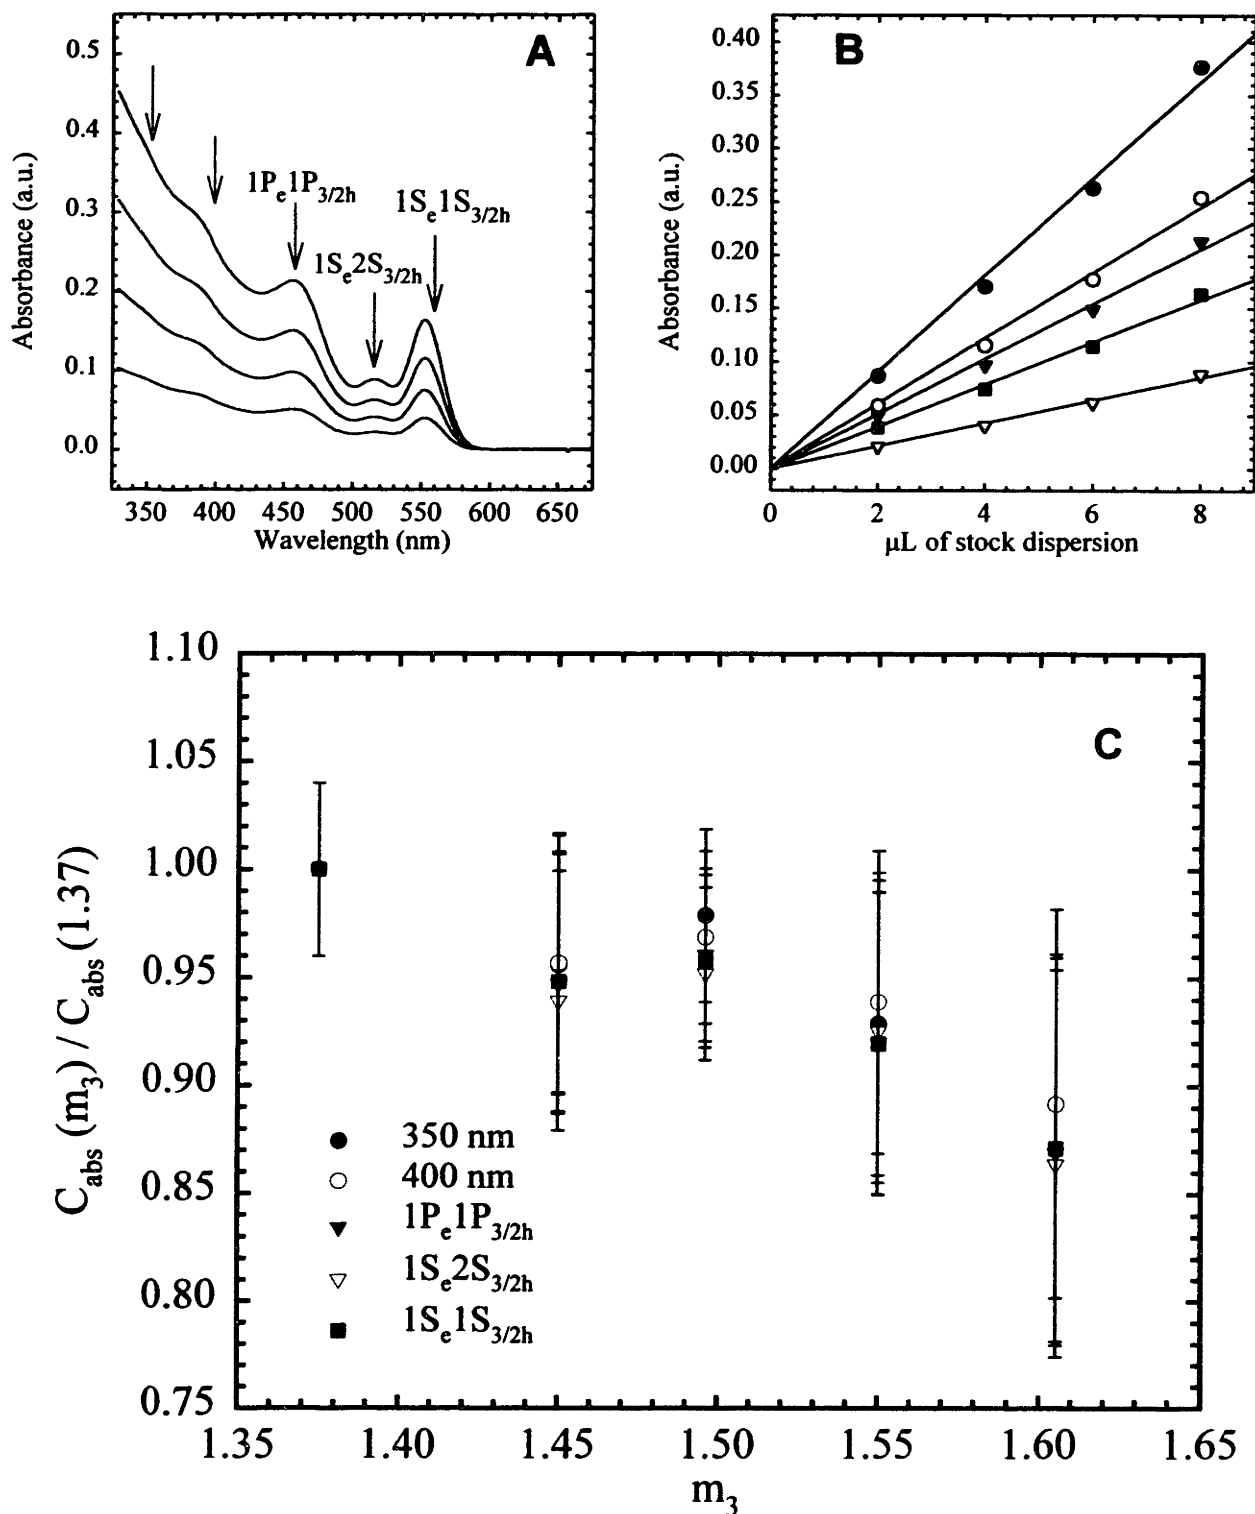 A
0.5
0.4
0.3
0.2
0.1
0.0
Absorbance (a.u.)
1Pe1P3/2h
1Se2S3/2h
1Se1S3/2h
350 400 450 500 550 600 650
Wavelength (nm)
B
0.40
0.35
0.30
0.25
0.20
0.15
0.10
0.05
0.00
Absorbance (a.u.)
0 2 4 6 8
µL of stock dispersion
C
1.10
1.05
1.00
0.95
0.90
0.85
0.80
0.75
Cabs (m3) / Cabs (1.37)
350 nm
400 nm
1Pe1P3/2h
1Se2S3/2h
1Se1S3/2h
1.35 1.40 1.45 1.50 1.55 1.60 1.65
m3